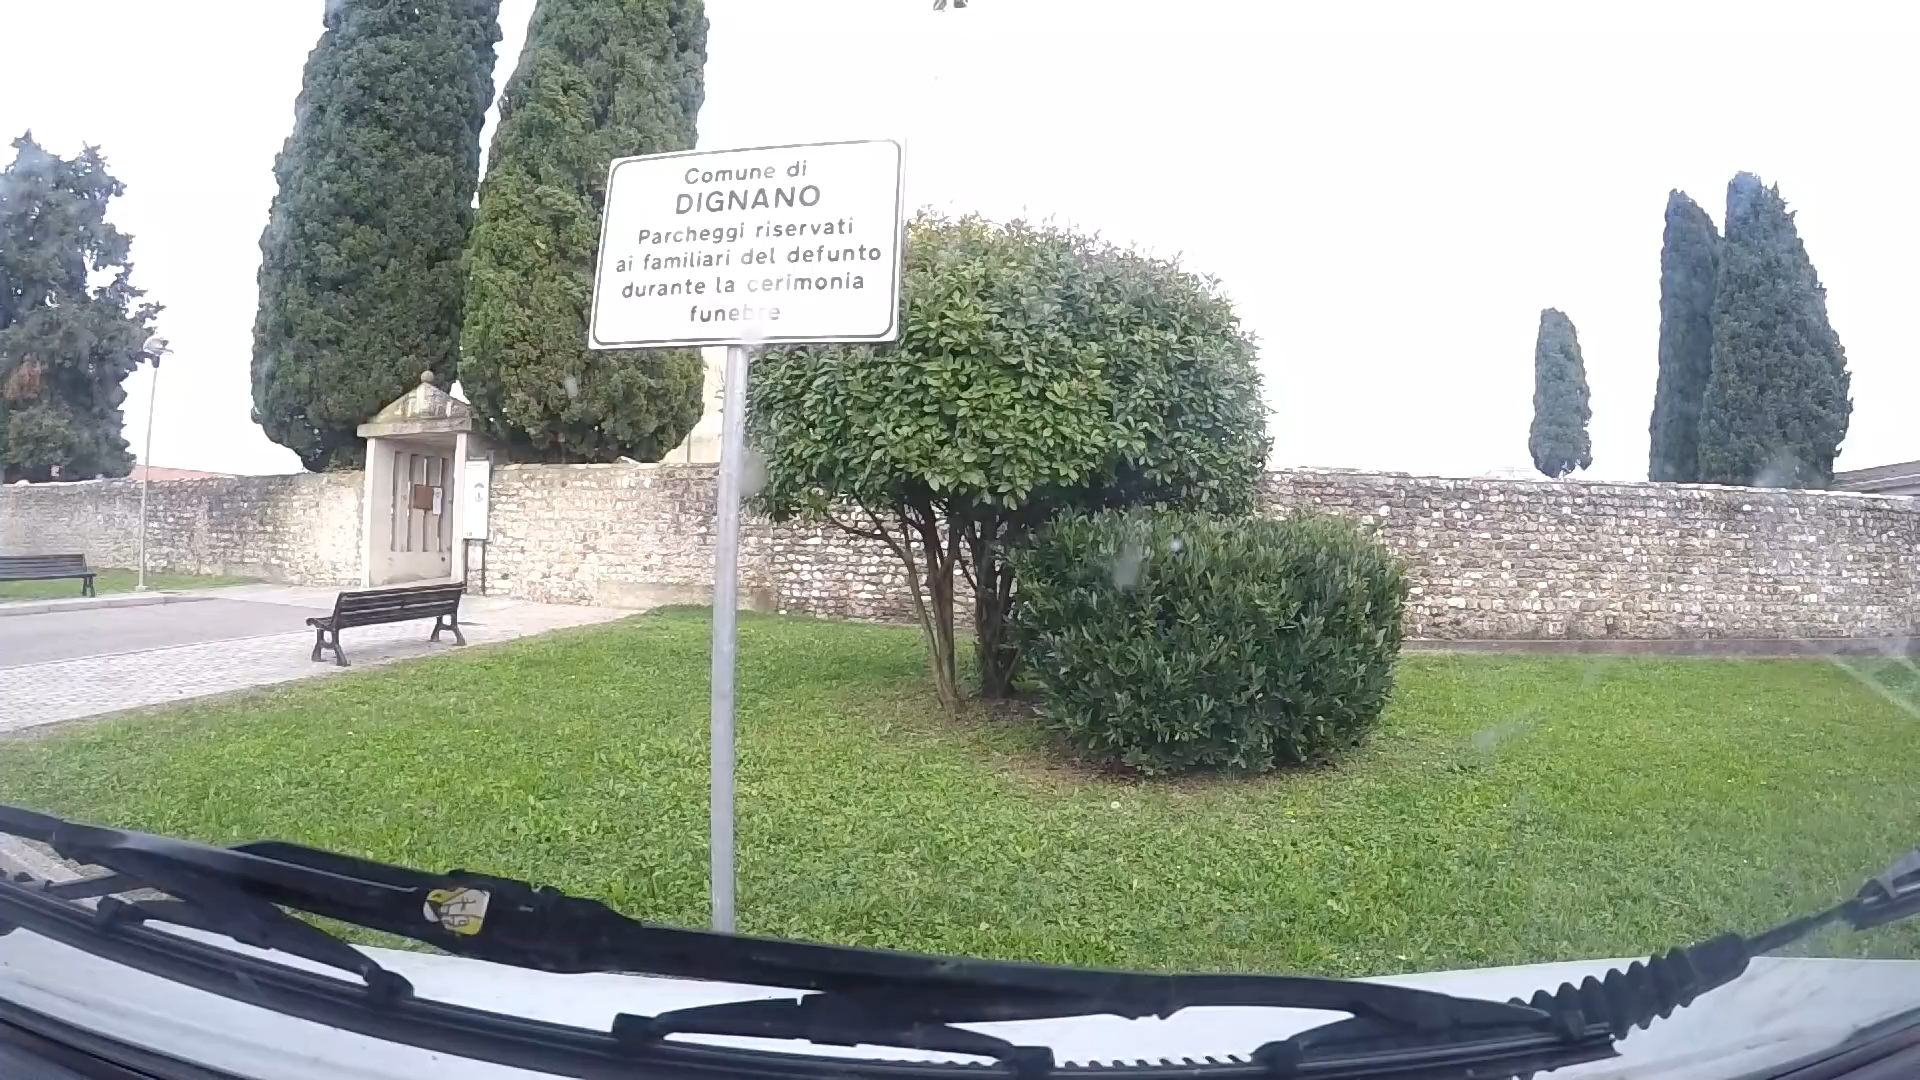 Comune di
DIGNANO
Parcheggi riservati
ai familiari del defunto
durante la cerimonia
funebre